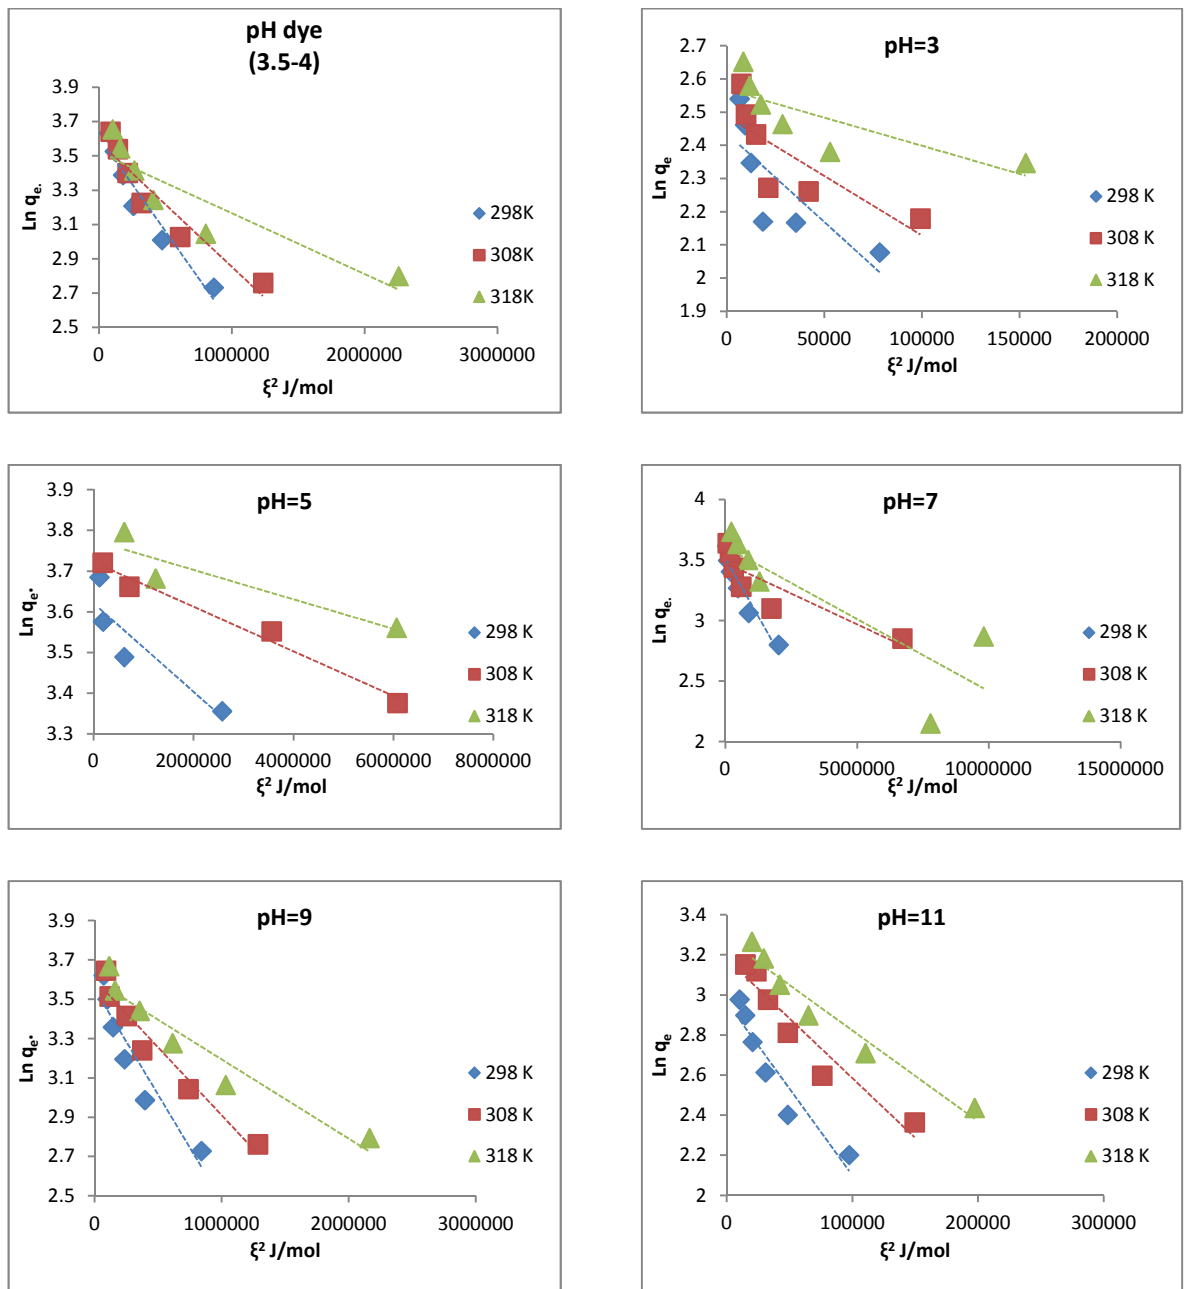 pH dye
(3.5-4)
3.9
3.7
3.5
3.3
3.1
2.9
2.7
2.5
Ln qe.
0
1000000
2000000
3000000
ξ² J/mol
298K
308K
318K
pH=3
2.7
2.6
2.5
2.4
2.3
2.2
2.1
2
1.9
Ln qe
0
50000
100000
150000
200000
ξ² J/mol
298 K
308 K
318 K
pH=5
3.9
3.8
3.7
3.6
3.5
3.4
3.3
Ln qe.
0
2000000
4000000
6000000
8000000
ξ² J/mol
298 K
308 K
318 K
pH=7
4
3.5
3
2.5
2
Ln qe.
0
5000000
10000000
15000000
ξ² J/mol
298 K
308 K
318 K
pH=9
3.9
3.7
3.5
3.3
3.1
2.9
2.7
2.5
Ln qe.
0
1000000
2000000
3000000
ξ² J/mol
298 K
308 K
318 K
pH=11
3.4
3.2
3
2.8
2.6
2.4
2.2
2
Ln qe
0
100000
200000
300000
ξ² J/mol
298 K
308 K
318 K